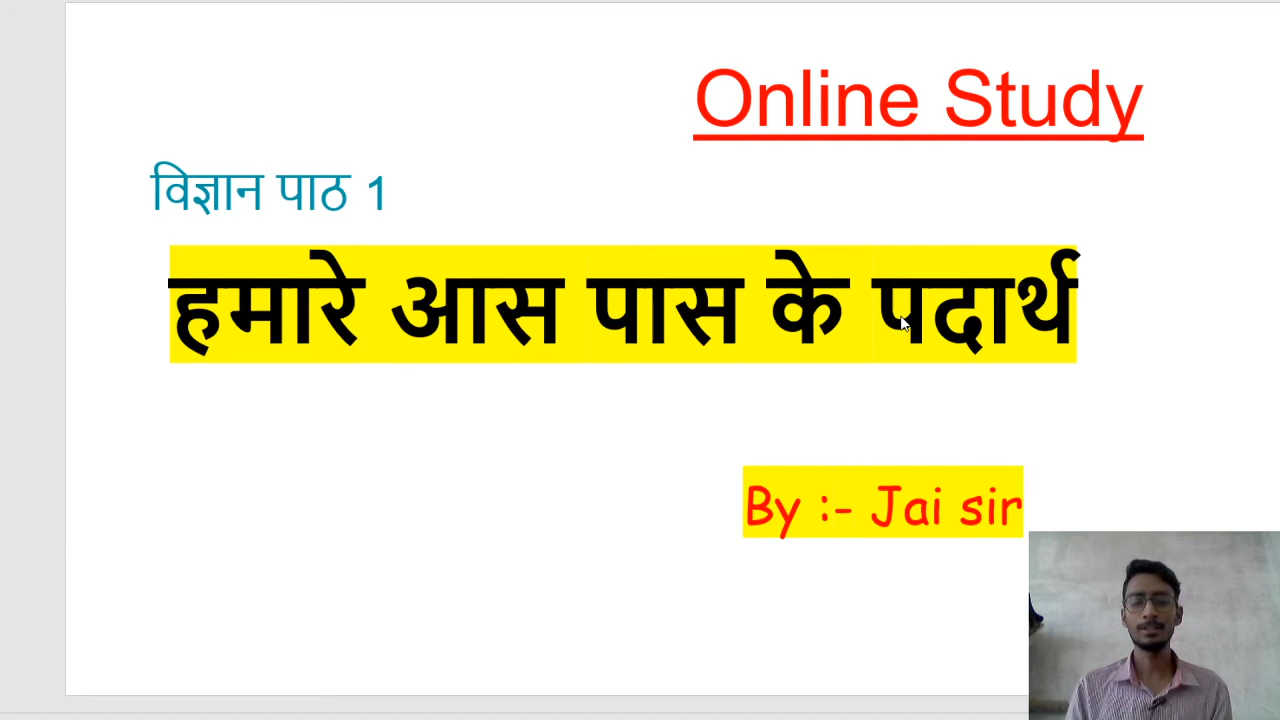 Online Study
विज्ञान पाठ 1
हमारे आस पास के पदार्थ
By :- Jai sir